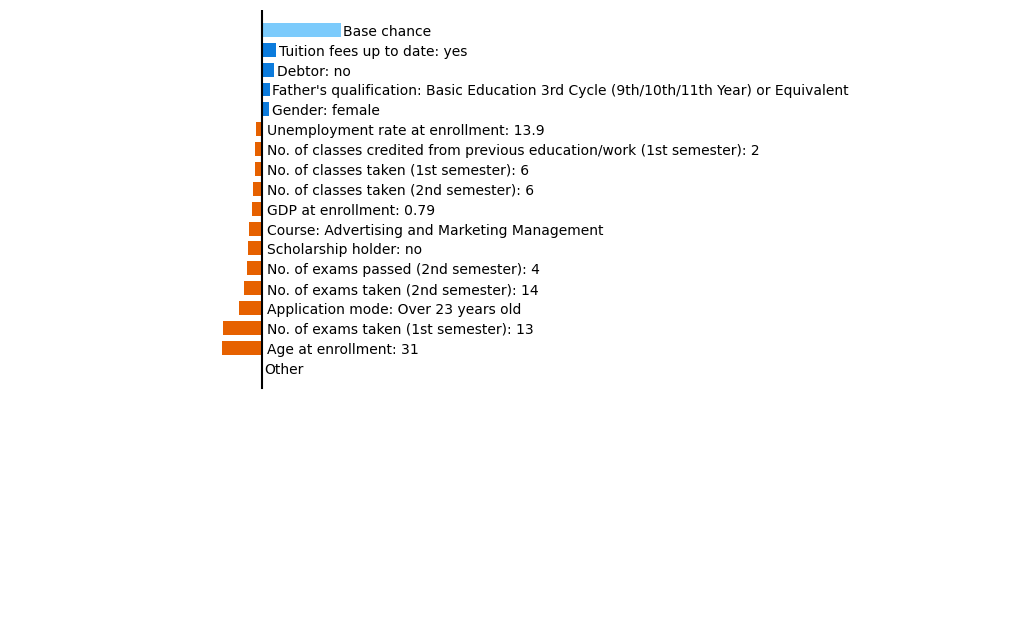 Base chance
Tuition fees up to date: yes
Debtor: no
Father's qualification: Basic Education 3rd Cycle (9th/10th/11th Year) or Equivalent
Gender: female
Unemployment rate at enrollment: 13.9
No. of classes credited from previous education/work (1st semester): 2
No. of classes taken (1st semester): 6
No. of classes taken (2nd semester): 6
GDP at enrollment: 0.79
Course: Advertising and Marketing Management
Scholarship holder: no
No. of exams passed (2nd semester): 4
No. of exams taken (2nd semester): 14
Application mode: Over 23 years old
No. of exams taken (1st semester): 13
Age at enrollment: 31
Other